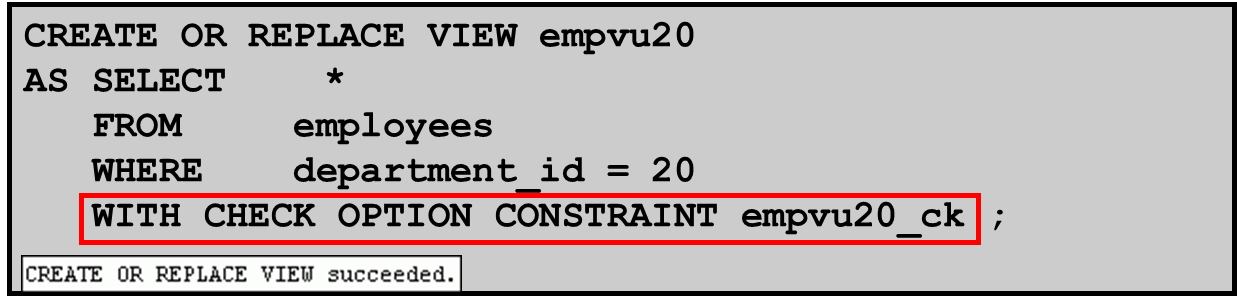 CREATE OR REPLACE VIEW empvu20
AS SELECT    *
   FROM     employees
   WHERE    department_id = 20
   WITH CHECK OPTION CONSTRAINT empvu20_ck ;
CREATE OR REPLACE VIEW succeeded.